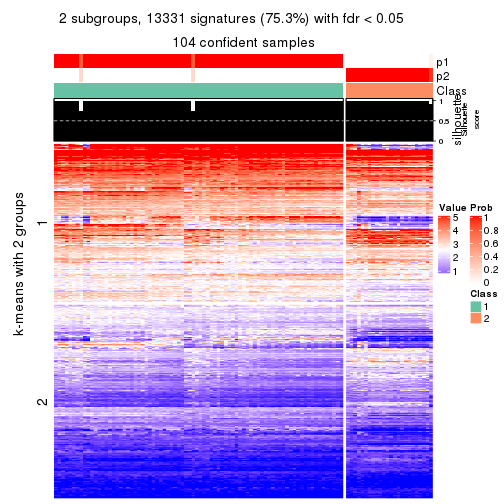 2 subgroups, 13331 signatures (75.3%) with fdr < 0.05
104 confident samples
p1
p2
Class
1
0.5
0
silhouette
Silhouette
score
k-means with 2 groups
1
2
Value
5
4
3
2
1
Prob
1
0.8
0.6
0.4
0.2
0
Class
1
2